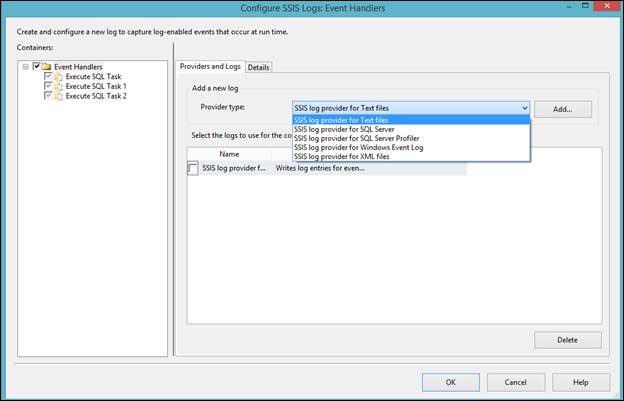 Configure SSIS Logs: Event Handlers
Create and configure a new log to capture log-enabled events that occur at run time.
Containers:
Event Handlers
Execute SQL Task
Execute SQL Task 1
Execute SQL Task 2
Providers and Logs
Details
Add a new log
Provider type:
SSIS log provider for Text files
Add...
SSIS log provider for Text files
SSIS log provider for SQL Server
SSIS log provider for SQL Server Profiler
SSIS log provider for Windows Event Log
SSIS log provider for XML files
Select the logs to use for the co
Name
SSIS log provider f...
Writes log entries for even...
Delete
OK
Cancel
Help